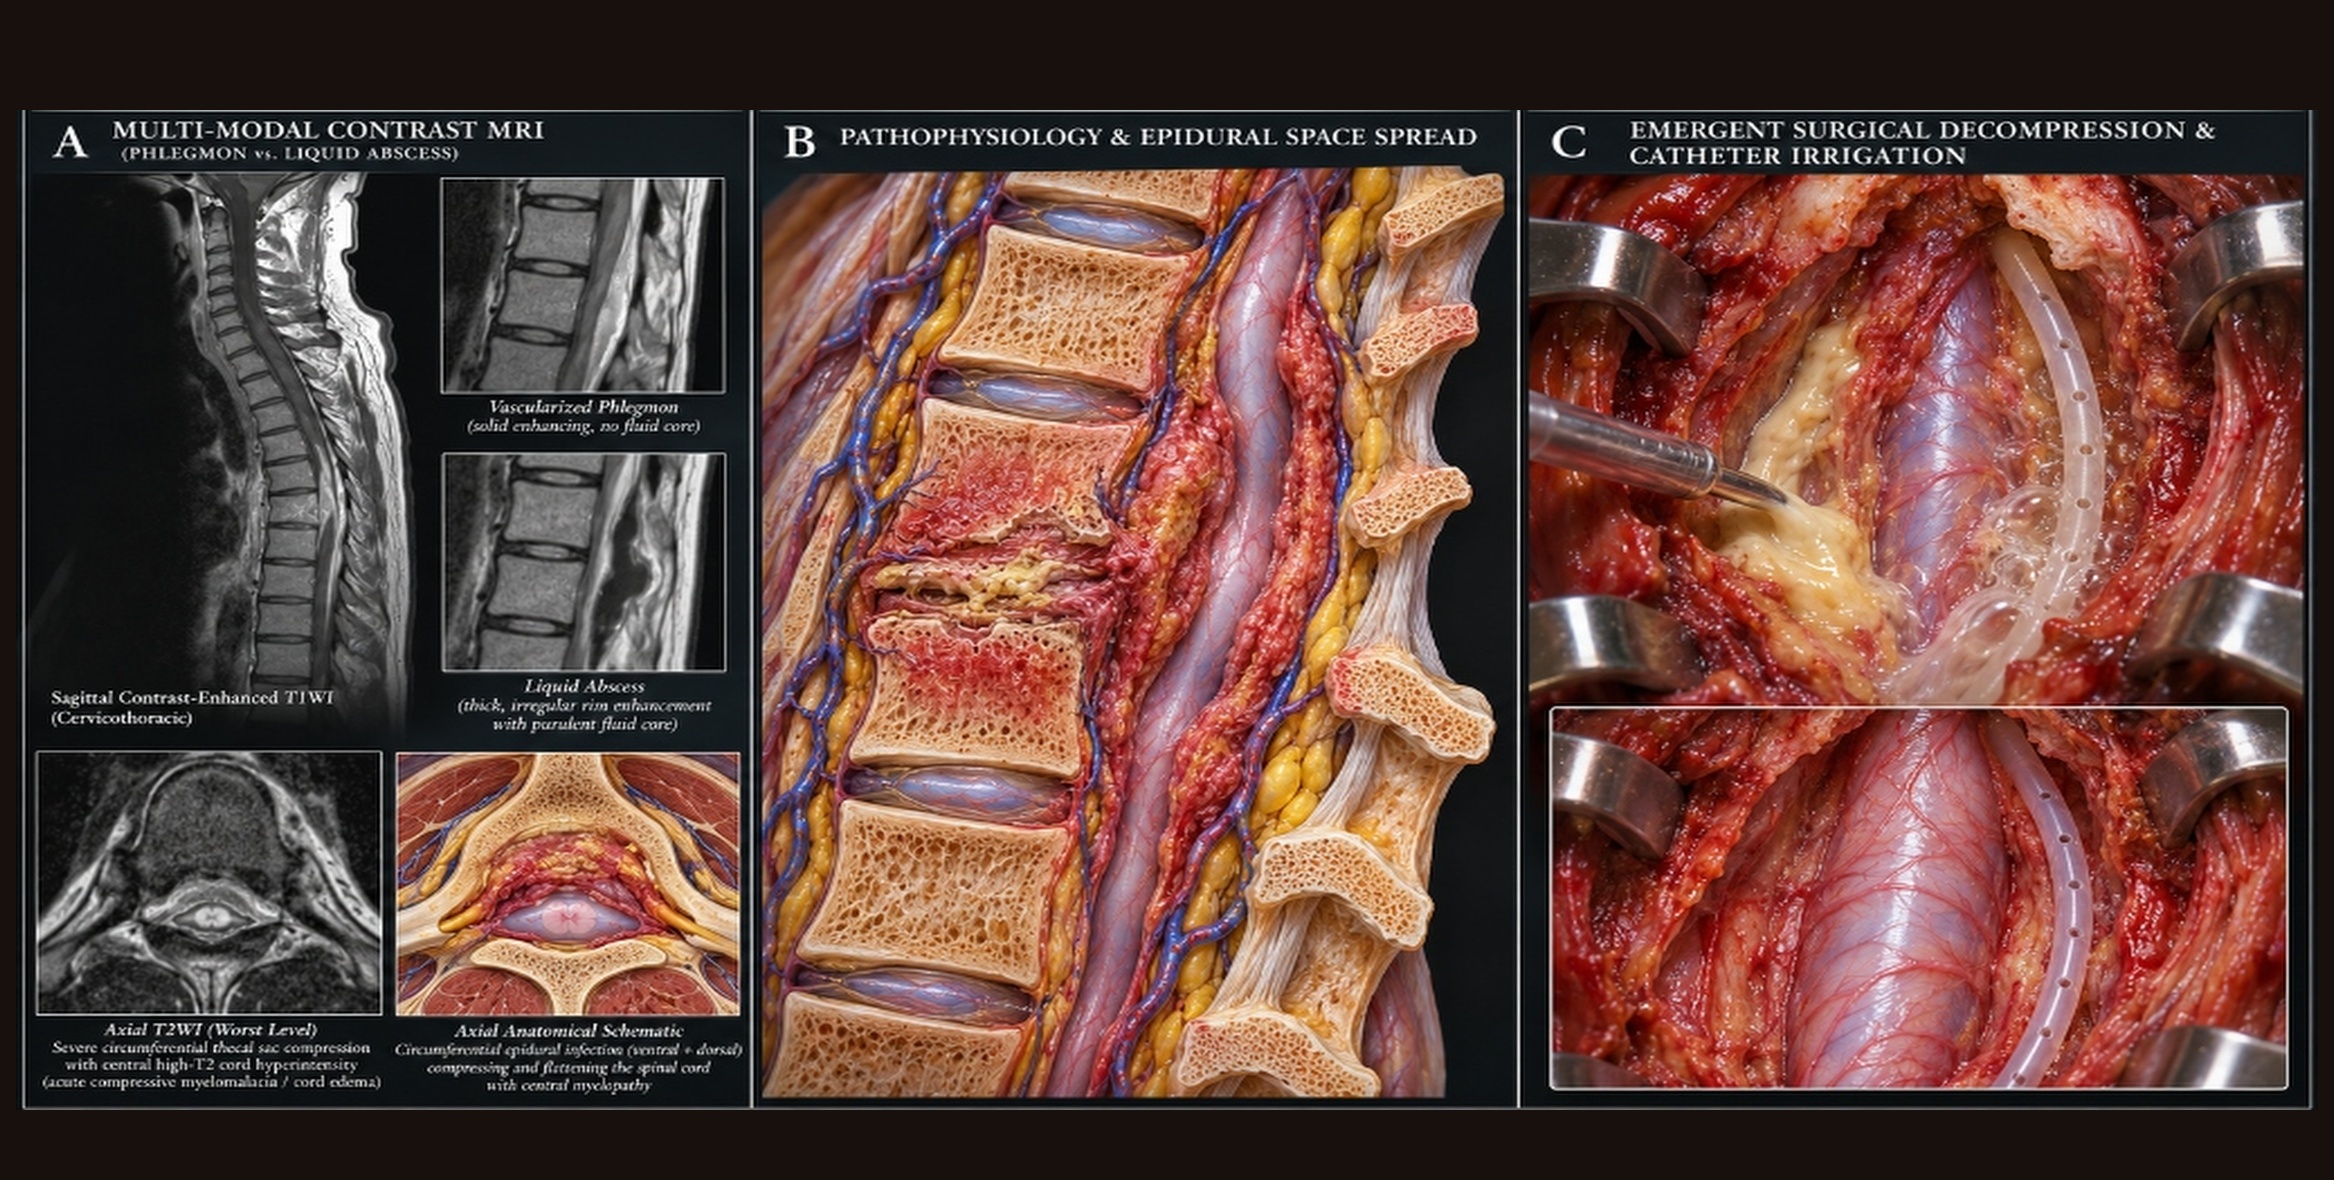 A
MULTI-MODAL CONTRAST MRI
(PHLEGMON vs. LIQUID ABSCESS)
Sagittal Contrast-Enhanced T1WI
(Cervicothoracic)
Vascularized Phlegmon
(solid enhancing, no fluid core)
Liquid Abscess
(thick, irregular rim enhancement
with purulent fluid core)
Axial T2WI (Worst Level)
Severe circumferential thecal sac compression
with central high-T2 cord hyperintensity
(acute compressive myelomalacia / cord edema)
Axial Anatomical Schematic
Circumferential epidural infection (ventral + dorsal)
compressing and flattening the spinal cord
with central myelopathy
B
PATHOPHYSIOLOGY & EPIDURAL SPACE SPREAD
C
EMERGENT SURGICAL DECOMPRESSION &
CATHETER IRRIGATION